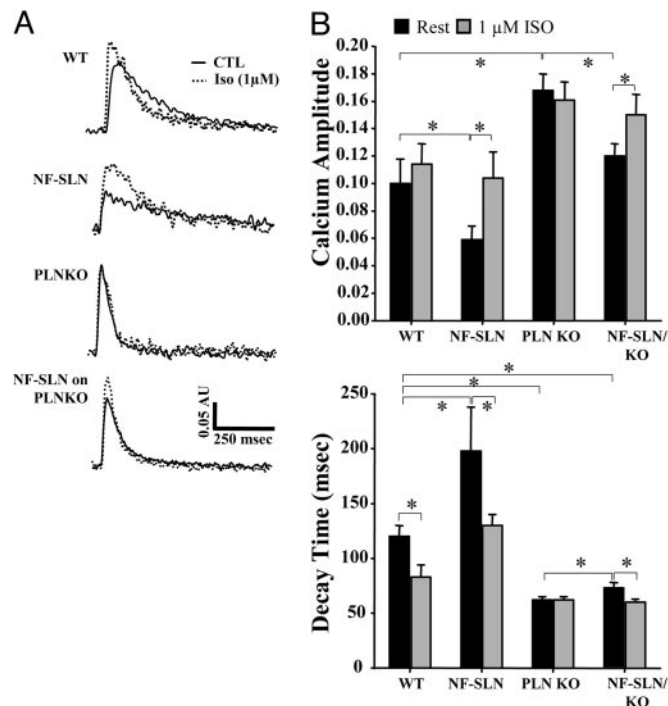 A
WT
CTL
Iso (1µM)
NF-SLN
PLNKO
NF-SLN on
PLNKO
0.05 AU
250 msec
B
Rest
1 µM ISO
Calcium Amplitude
0.20
0.18
0.16
0.14
0.12
0.10
0.08
0.06
0.04
0.02
0.00
*
*
*
*
*
WT
NF-SLN
PLN KO
NF-SLN/
KO
Decay Time (msec)
250
200
150
100
50
0
*
*
*
*
*
*
*
WT
NF-SLN
PLN KO
NF-SLN/
KO